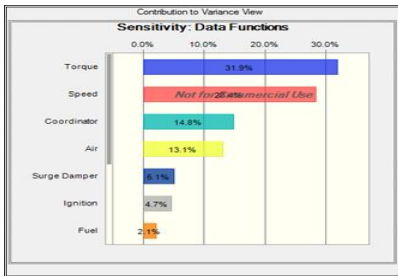 Contribution to Variance View
Sensitivity: Data Functions
0.0% 10.0% 20.0% 30.0%
Torque 31.9%
Speed 28.4% Not for Commercial Use
Coordinator 14.8%
Air 13.1%
Surge Damper 5.1%
Ignition 4.7%
Fuel 2.1%